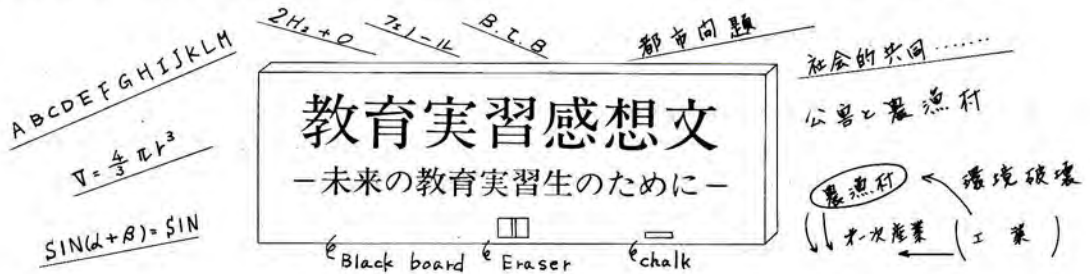 ABCDEFGHIJKLM
V=4/3 πr³
SIN(α+β)=SIN
2H₂+O
フェノール
B.T.B
都市問題
教育実習感想文
－未来の教育実習生のために－
Black board
Eraser
chalk
社会的共同……
公害と農漁村
農漁村
環境破壊
オ一次産業
(工業)